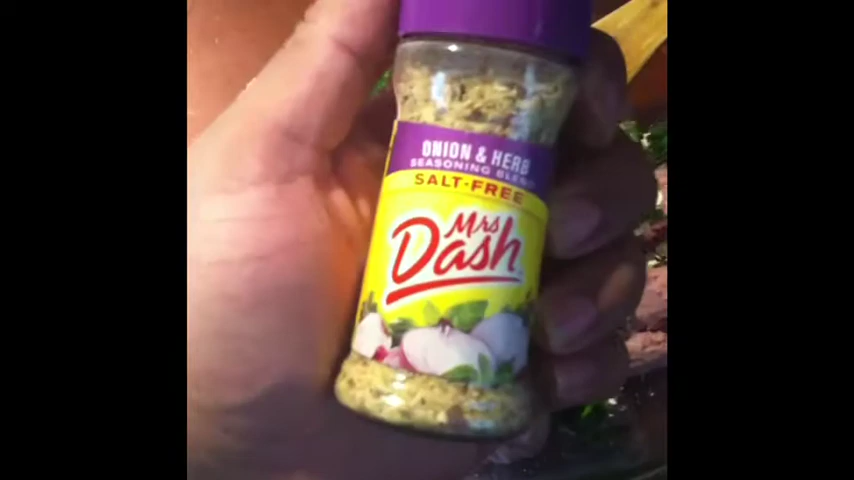 ONION & HERB
SEASONING BLEND
SALT-FREE
Mrs
Dash